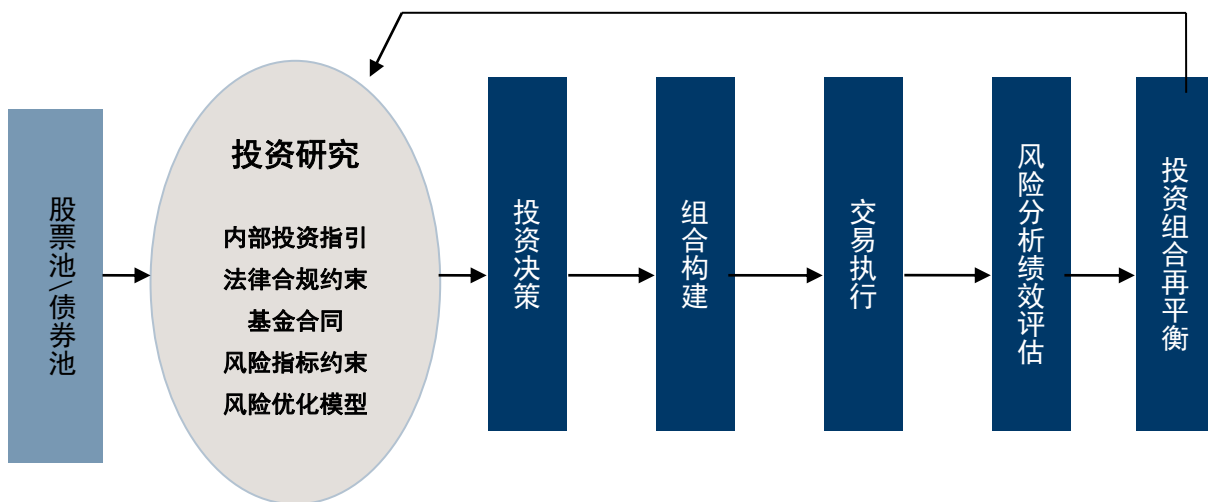 股票池\债券池
投资研究
内部投资指引
法律合规约束
基金合同
风险指标约束
风险优化模型
投资决策
组合构建
交易执行
风险分析绩效评估
投资组合再平衡